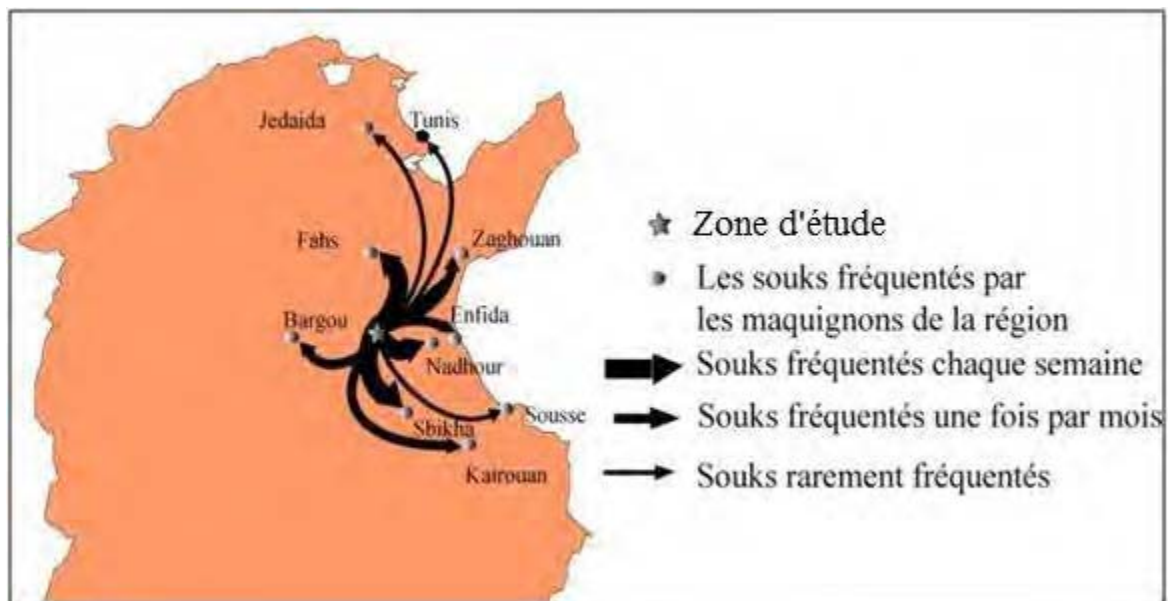 Jedaida
Tunis
Fahs
Zaghouan
Bargou
Enfida
Nadhour
Sbikha
Sousse
Kairouan
Zone d'étude
Les souks fréquentés par
les maquignons de la région
Souks fréquentés chaque semaine
Souks fréquentés une fois par mois
Souks rarement fréquentés